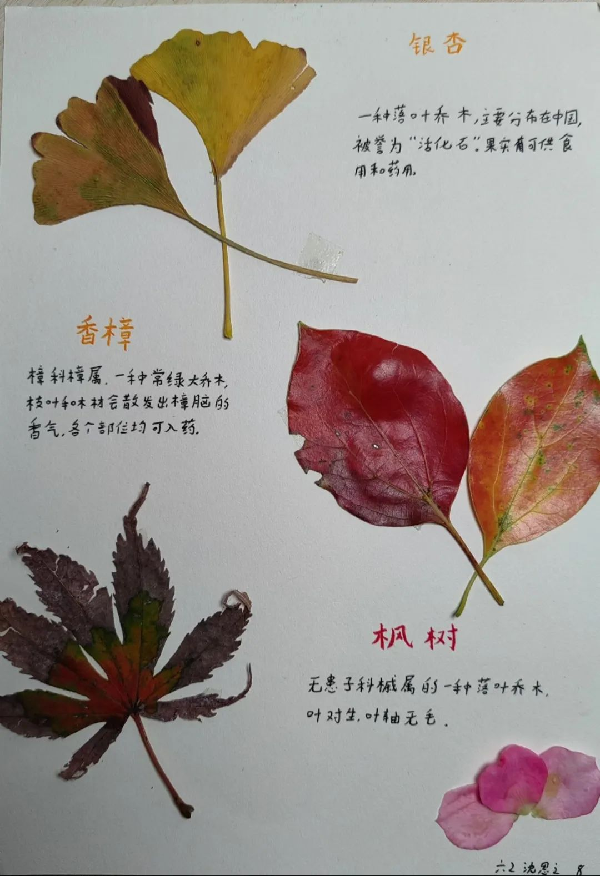 银杏
一种落叶乔木,主要分布在中国,
被誉为“活化石”。果实有可供食
用和药用。
香樟
樟科樟属,一种常绿大乔木,
枝叶和木材会散发出樟脑的
香气,各个部位均可入药。
枫树
无患子科槭属的一种落叶乔木,
叶对生,叶轴无毛。
六2 沈恩之 8